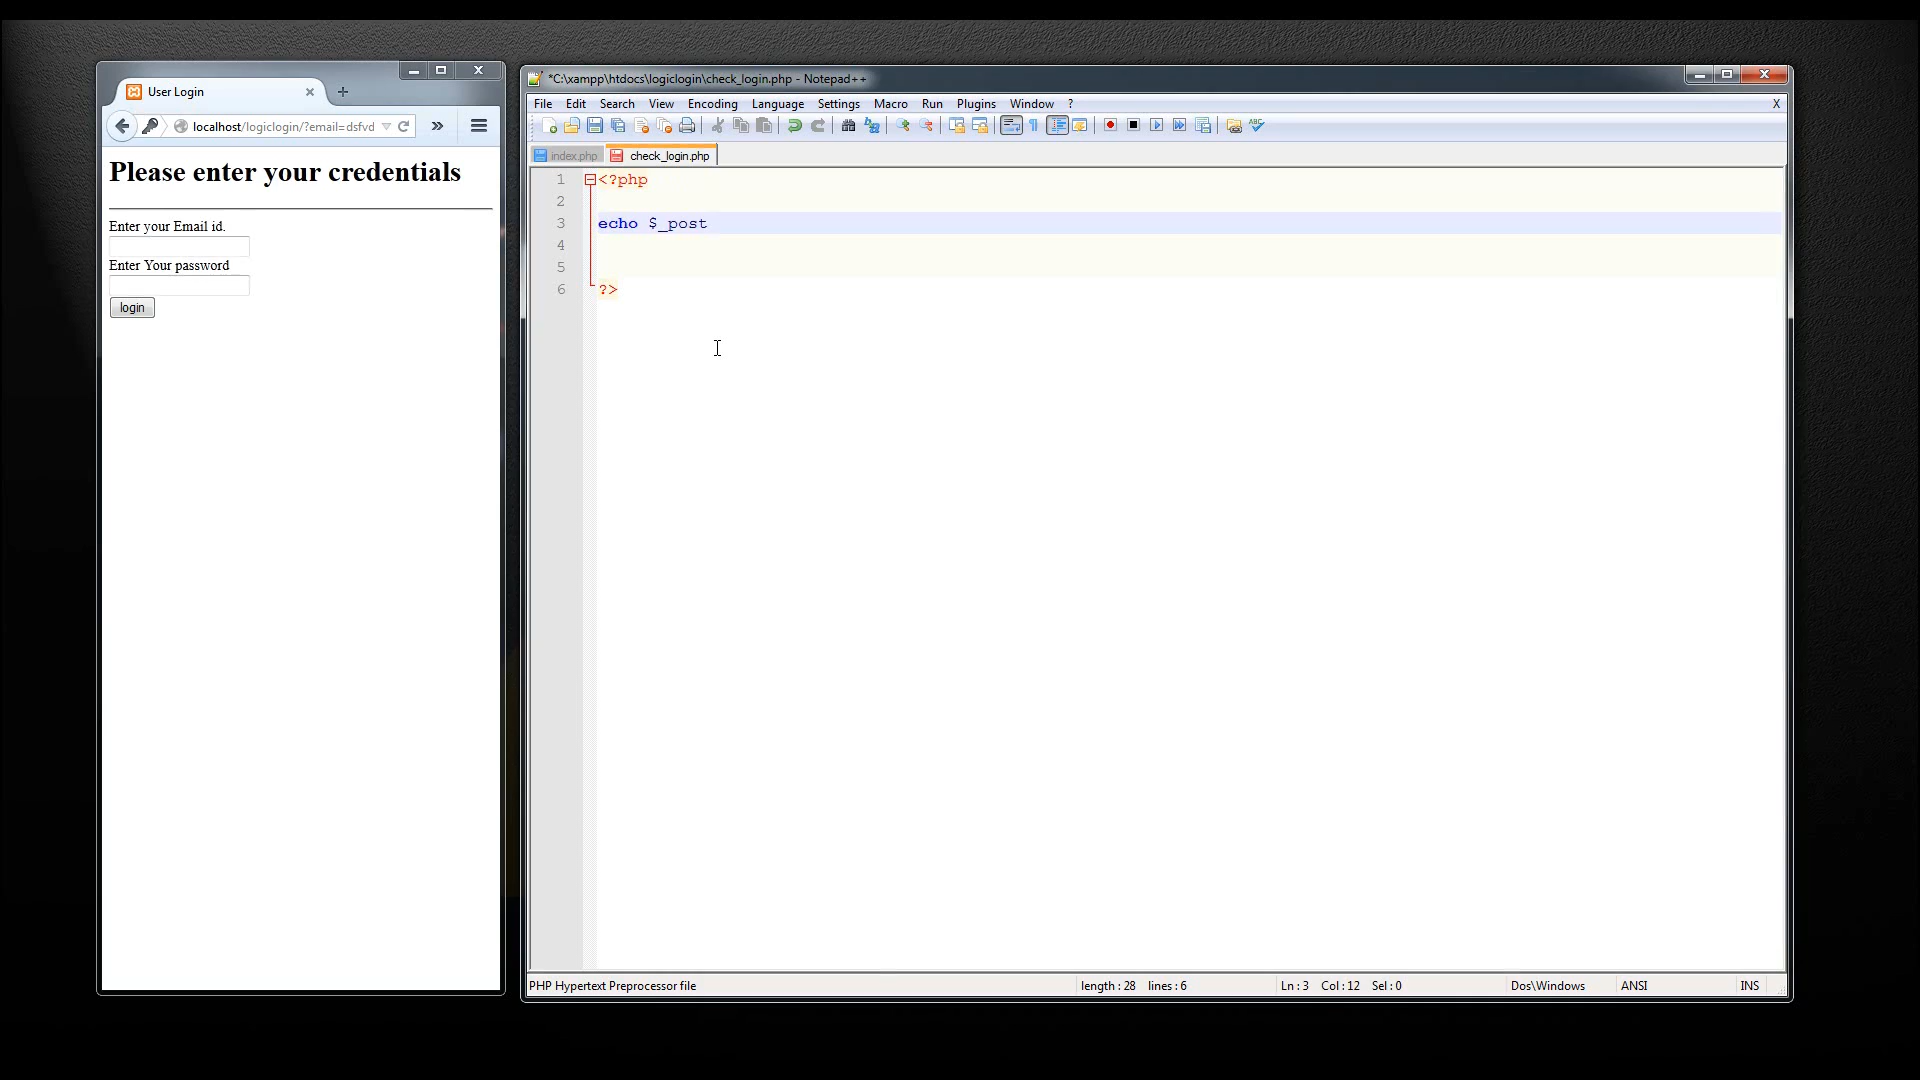 User Login
localhost/logiclogin/?email=dsfvd
Please enter your credentials
Enter your Email id.
Enter Your password
login
*C:\xampp\htdocs\logiclogin\check_login.php - Notepad++
File Edit Search View Encoding Language Settings Macro Run Plugins Window ? X
index.php check_login.php
1 <?php
2
3 echo $_post
4
5
6 ?>
PHP Hypertext Preprocessor file length : 28 lines : 6 Ln : 3 Col : 12 Sel : 0 Dos\Windows ANSI INS